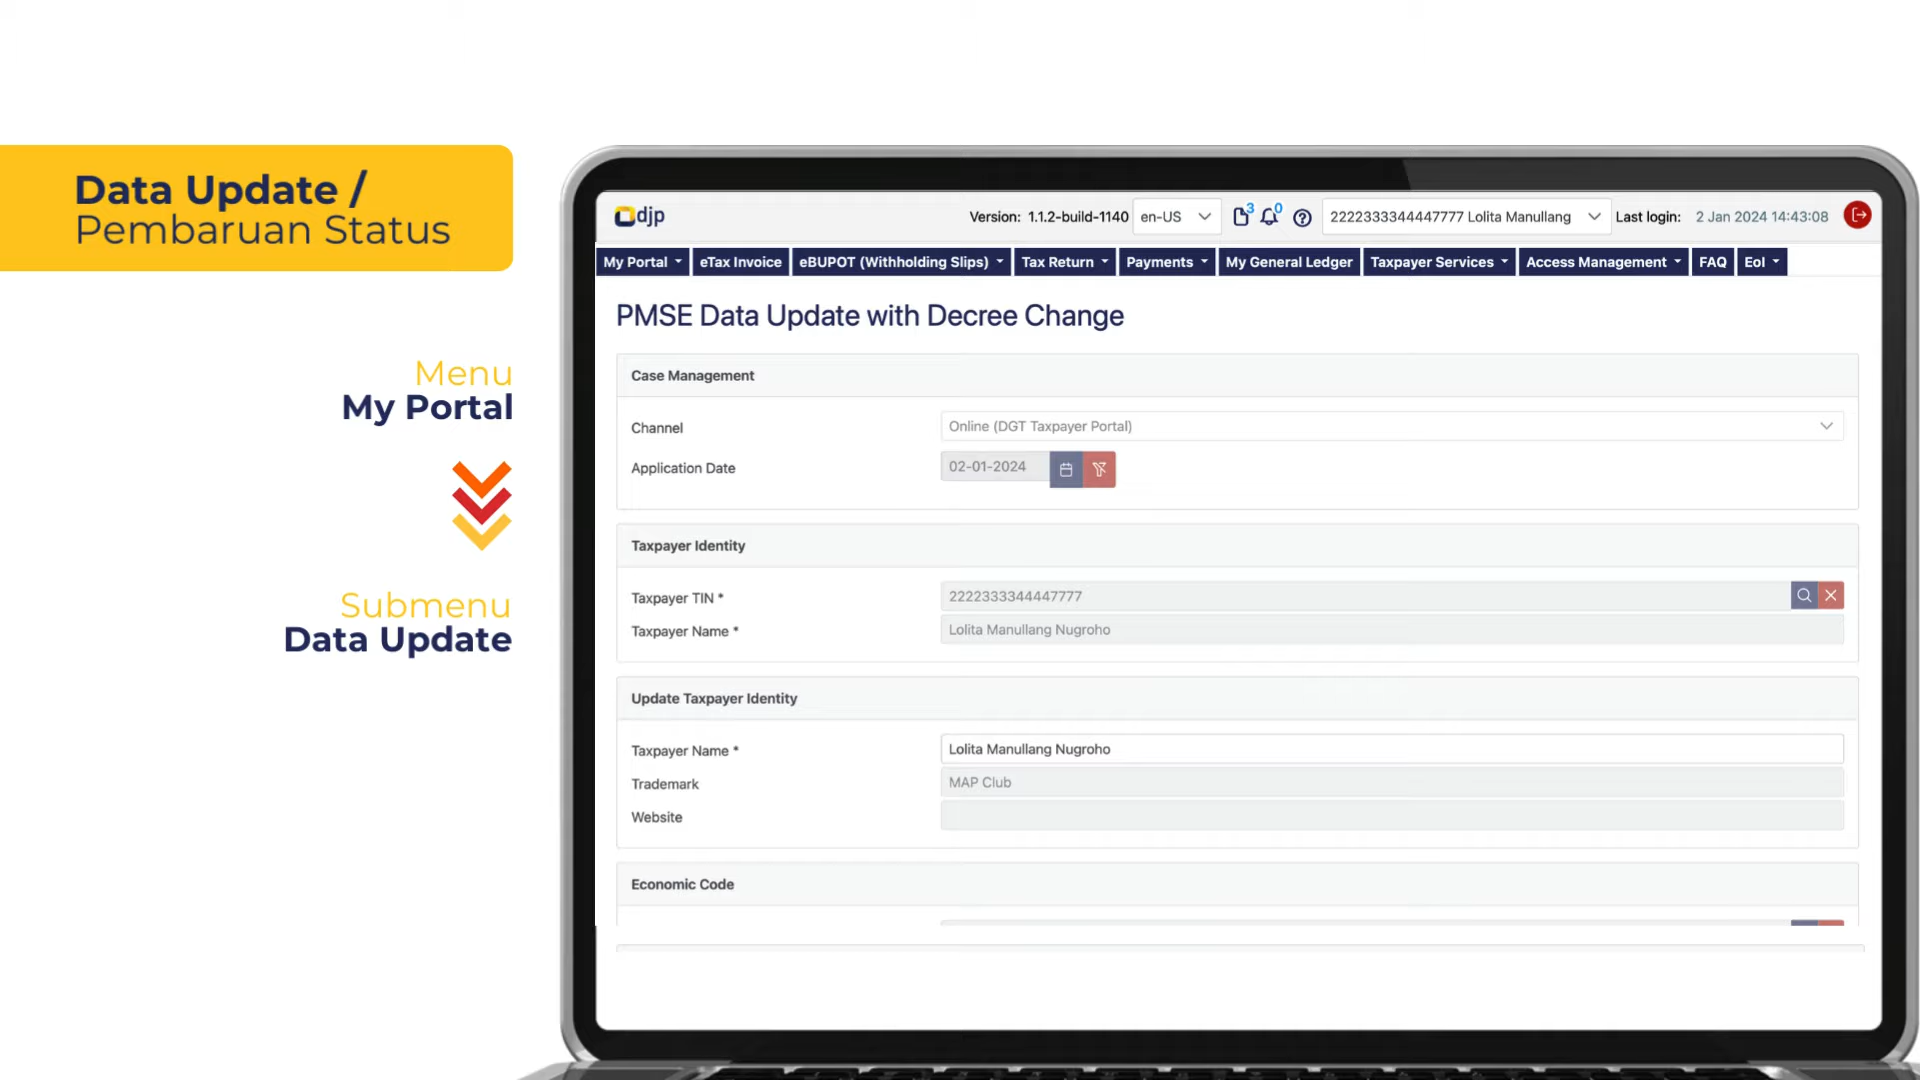 Data Update /
Pembaruan Status
Menu
My Portal
Submenu
Data Update
djp
Version: 1.1.2-build-1140
en-US
3
0
2222333344447777 Lolita Manullang
Last login: 2 Jan 2024 14:43:08
My Portal
eTax Invoice
eBUPOT (Withholding Slips)
Tax Return
Payments
My General Ledger
Taxpayer Services
Access Management
FAQ
EoI
PMSE Data Update with Decree Change
Case Management
Channel
Online (DGT Taxpayer Portal)
Application Date
02-01-2024
Taxpayer Identity
Taxpayer TIN *
2222333344447777
Taxpayer Name *
Lolita Manullang Nugroho
Update Taxpayer Identity
Taxpayer Name *
Lolita Manullang Nugroho
Trademark
MAP Club
Website
Economic Code